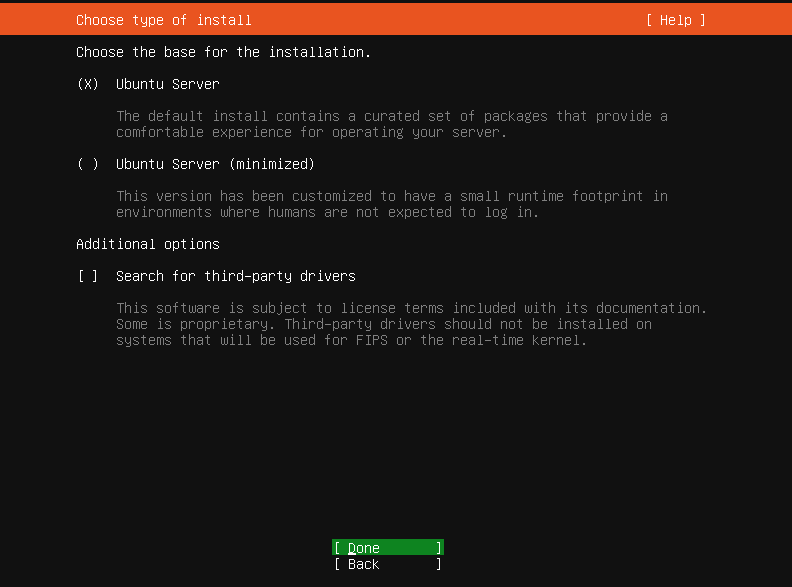 Choose type of install [ Help ]
Choose the base for the installation.
(X) Ubuntu Server
The default install contains a curated set of packages that provide a
comfortable experience for operating your server.
( ) Ubuntu Server (minimized)
This version has been customized to have a small runtime footprint in
environments where humans are not expected to log in.
Additional options
[ ] Search for third-party drivers
This software is subject to license terms included with its documentation.
Some is proprietary. Third-party drivers should not be installed on
systems that will be used for FIPS or the real-time kernel.
[ Done ]
[ Back ]